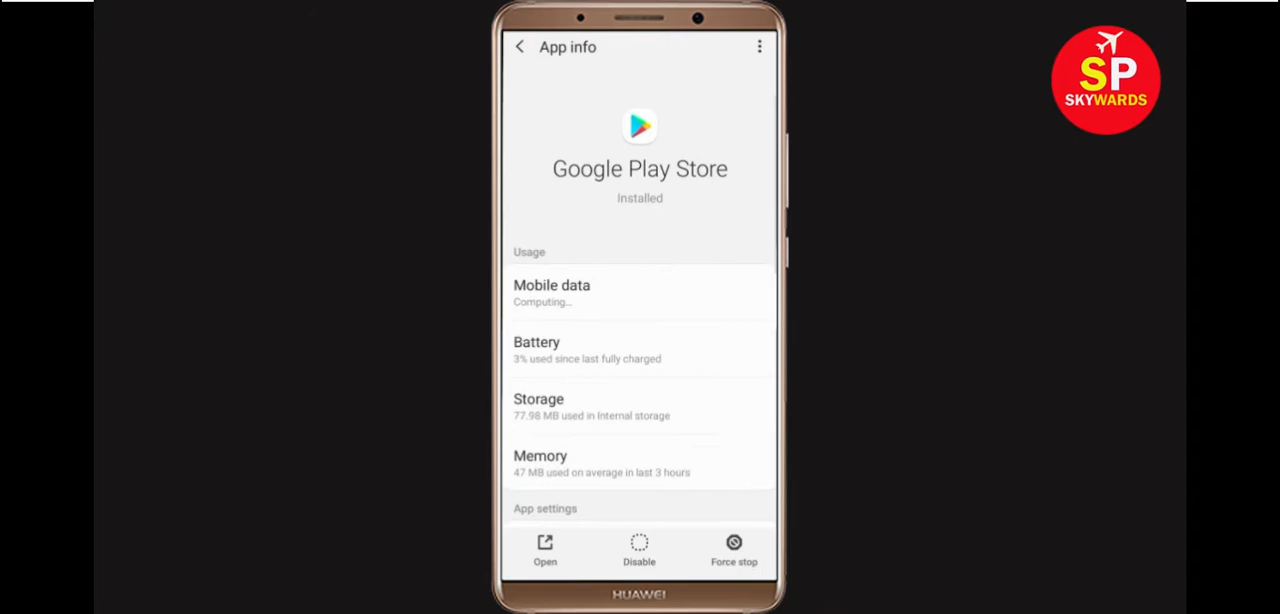 App info
SP
SKYWARDS
Google Play Store
Installed
Usage
Mobile data
Computing...
Battery
3% used since last fully charged
Storage
77.98 MB used in Internal storage
Memory
47 MB used on average in last 3 hours
App settings
Open
Disable
Force stop
HUAWEI